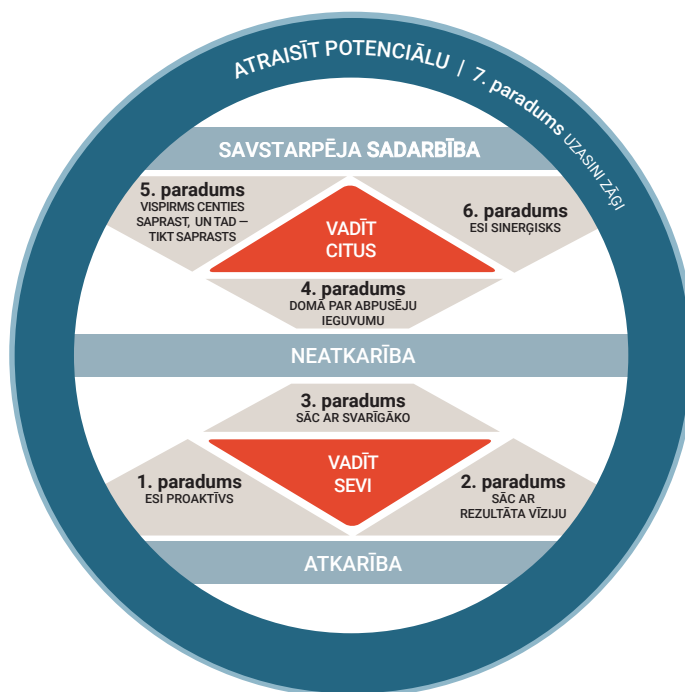 ATRAISĪT POTENCIĀLU | 7. paradums UZASINI ZĀĢI
SAVSTARPĒJA SADARBĪBA
5. paradums
VISPIRMS CENTIES
SAPRAST, UN TAD —
TIKT SAPRASTS
VADĪT
CITUS
6. paradums
ESI SINERĢISKS
4. paradums
DOMĀ PAR ABPUSĒJU
IEGUVUMU
NEATKARĪBA
3. paradums
SĀC AR SVARĪGĀKO
1. paradums
ESI PROAKTĪVS
VADĪT
SEVI
2. paradums
SĀC AR
REZULTĀTA VĪZIJU
ATKARĪBA